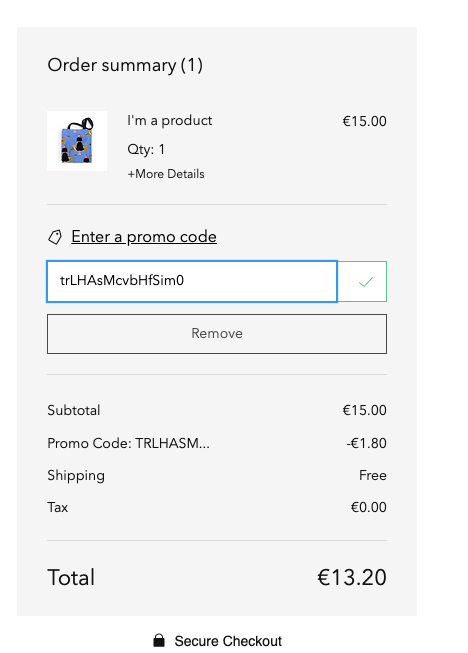 Order summary (1)
I'm a product €15.00
Qty: 1
+More Details
Enter a promo code
trLHAsMcvbHfSim0
Remove
Subtotal €15.00
Promo Code: TRLHASM... -€1.80
Shipping Free
Tax €0.00
Total €13.20
Secure Checkout